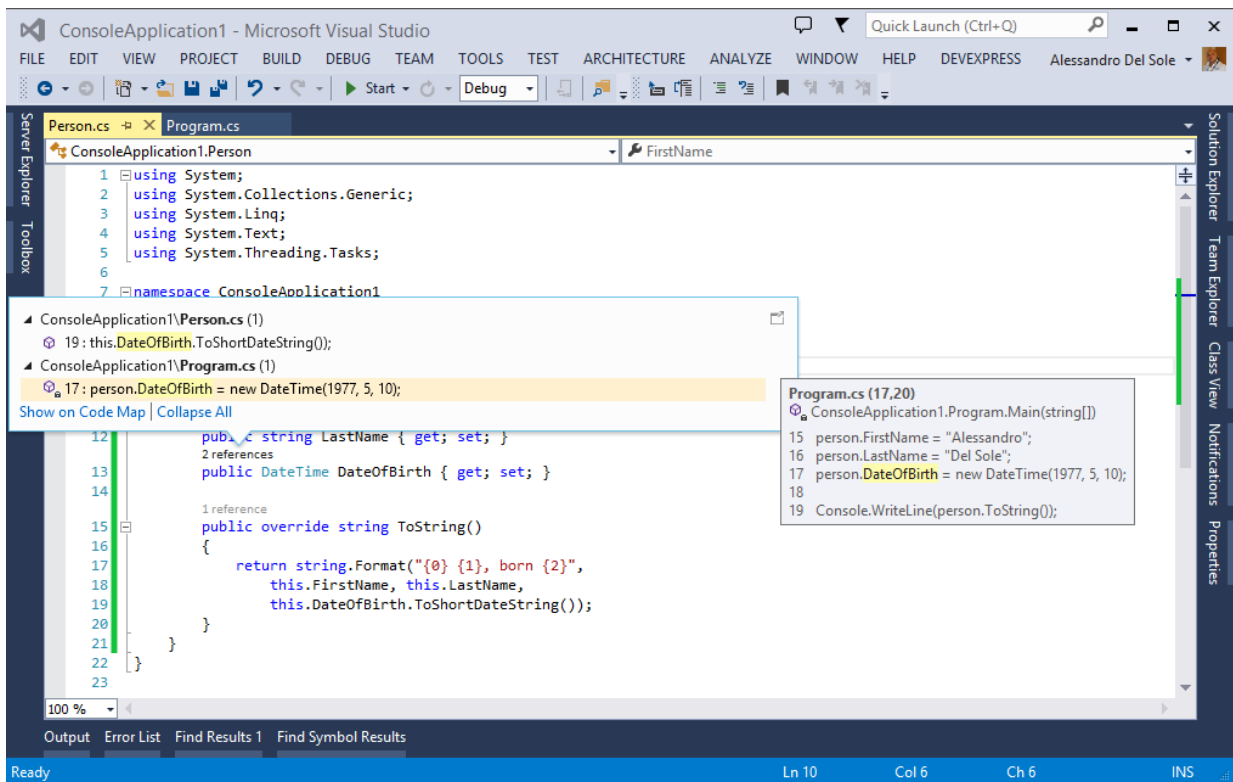 ConsoleApplication1 - Microsoft Visual Studio
Quick Launch (Ctrl+Q)
FILE EDIT VIEW PROJECT BUILD DEBUG TEAM TOOLS TEST ARCHITECTURE ANALYZE WINDOW HELP DEVEXPRESS Alessandro Del Sole
Start Debug
Server Explorer
Toolbox
Person.cs Program.cs
ConsoleApplication1.Person FirstName
1 using System;
2 using System.Collections.Generic;
3 using System.Linq;
4 using System.Text;
5 using System.Threading.Tasks;
6
7 namespace ConsoleApplication1
ConsoleApplication1\Person.cs (1)
19 : this.DateOfBirth.ToShortDateString());
ConsoleApplication1\Program.cs (1)
17 : person.DateOfBirth = new DateTime(1977, 5, 10);
Show on Code Map Collapse All
Program.cs (17,20)
ConsoleApplication1.Program.Main(string[])
15 person.FirstName = "Alessandro";
16 person.LastName = "Del Sole";
17 person.DateOfBirth = new DateTime(1977, 5, 10);
18
19 Console.WriteLine(person.ToString());
12 public string LastName { get; set; }
2 references
13 public DateTime DateOfBirth { get; set; }
14
1 reference
15 public override string ToString()
16 {
17 return string.Format("{0} {1}, born {2}",
18 this.FirstName, this.LastName,
19 this.DateOfBirth.ToShortDateString());
20 }
21 }
22 }
23
100 %
Solution Explorer
Team Explorer
Class View
Notifications
Properties
Output Error List Find Results 1 Find Symbol Results
Ready Ln 10 Col 6 Ch 6 INS